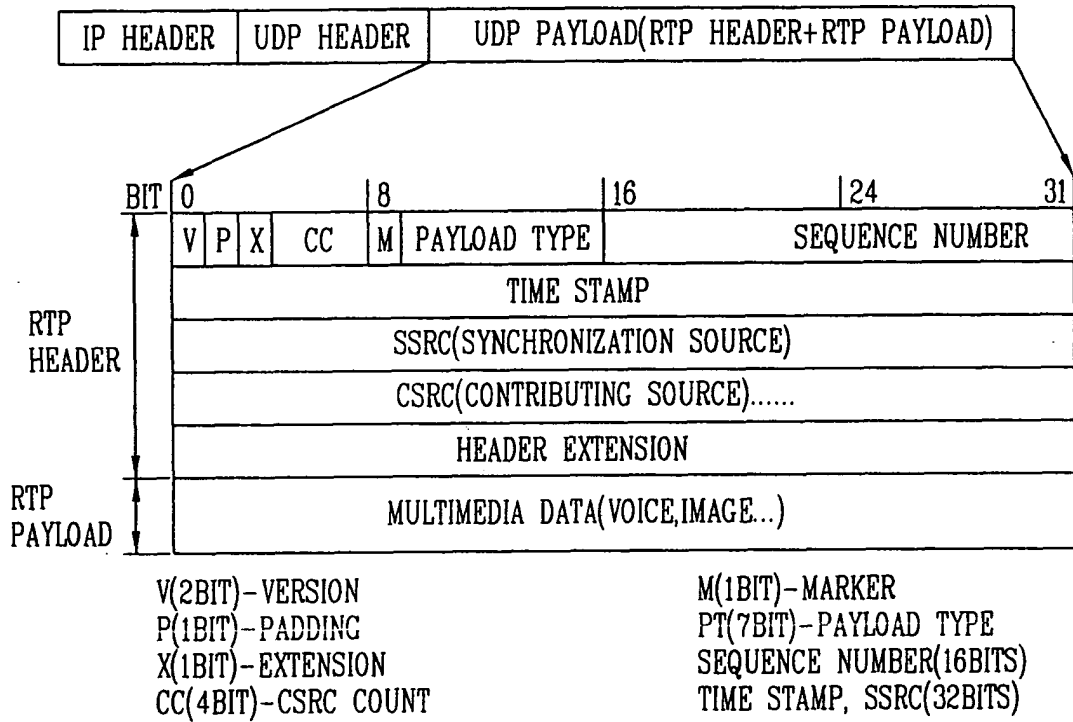 IP HEADER UDP HEADER UDP PAYLOAD(RTP HEADER+RTP PAYLOAD)
BIT 0 8 16 24 31
V P X CC M PAYLOAD TYPE SEQUENCE NUMBER
TIME STAMP
RTP
HEADER
SSRC(SYNCHRONIZATION SOURCE)
CSRC(CONTRIBUTING SOURCE)......
HEADER EXTENSION
RTP
PAYLOAD
MULTIMEDIA DATA(VOICE,IMAGE...)
V(2BIT)-VERSION
P(1BIT)-PADDING
X(1BIT)-EXTENSION
CC(4BIT)-CSRC COUNT
M(1BIT)-MARKER
PT(7BIT)-PAYLOAD TYPE
SEQUENCE NUMBER(16BITS)
TIME STAMP, SSRC(32BITS)